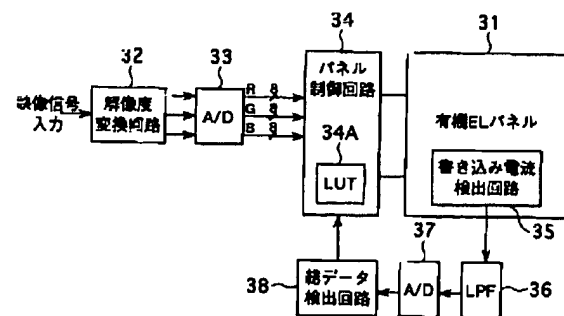 32
33
34
31
映像信号
入力
解像度
変換回路
A/D
R 8
G 8
B 8
パネル
制御回路
34A
LUT
有機ELパネル
書き込み電流
検出回路
35
37
38
総データ
検出回路
A/D
LPF
36